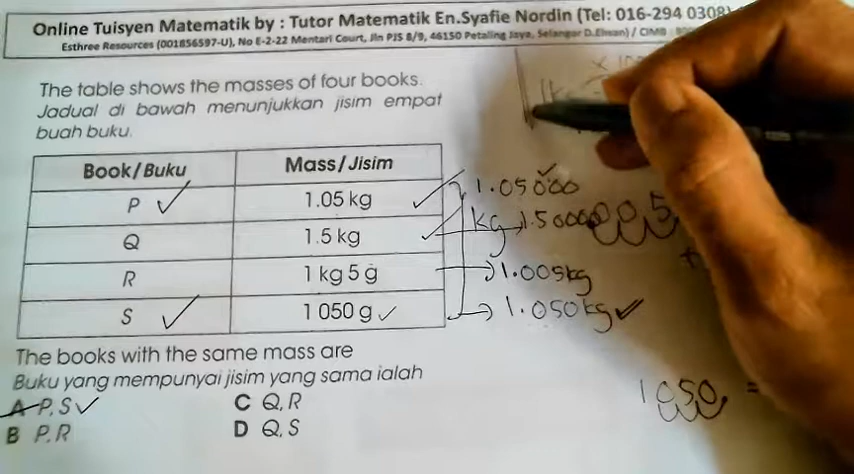 Online Tuisyen Matematik by : Tutor Matematik En.Syafie Nordin (Tel: 016-294 0308)
Esthree Resources (001856597-U), No E-2-22 Mentari Court, Jln PJS 8/9, 46150 Petaling Jaya, Selangor D.Ehsan) / CIMB :
The table shows the masses of four books.
Jadual di bawah menunjukkan jisim empat
buah buku.
Book/Buku Mass/Jisim
P ✓ 1.05 kg ✓ 1.05000
Q 1.5 kg ✓ kg 1.50000
R 1 kg 5 g 1.005kg
S ✓ 1 050 g ✓ 1.050kg ✓
The books with the same mass are
Buku yang mempunyai jisim yang sama ialah
A P, S ✓ C Q, R
B P, R D Q, S
1050 =